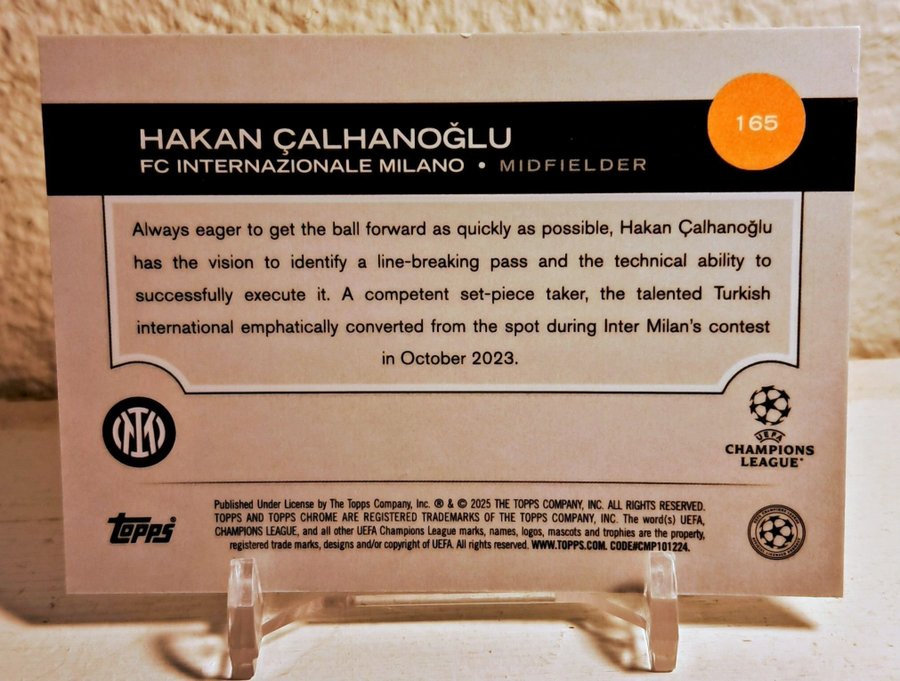 165
HAKAN ÇALHANOĞLU
FC INTERNAZIONALE MILANO • MIDFIELDER
Always eager to get the ball forward as quickly as possible, Hakan Çalhanoğlu
has the vision to identify a line-breaking pass and the technical ability to
successfully execute it. A competent set-piece taker, the talented Turkish
international emphatically converted from the spot during Inter Milan's contest
in October 2023.
UEFA
CHAMPIONS
LEAGUE
Published Under License by The Topps Company, Inc. ® & © 2025 THE TOPPS COMPANY, INC. ALL RIGHTS RESERVED.
TOPPS AND TOPPS CHROME ARE REGISTERED TRADEMARKS OF THE TOPPS COMPANY, INC. The word(s) UEFA,
CHAMPIONS LEAGUE, and all other UEFA Champions League marks, names, logos, mascots and trophies are the property,
registered trade marks, designs and/or copyright of UEFA. All rights reserved. WWW.TOPPS.COM. CODE#CMP101224.
Topps